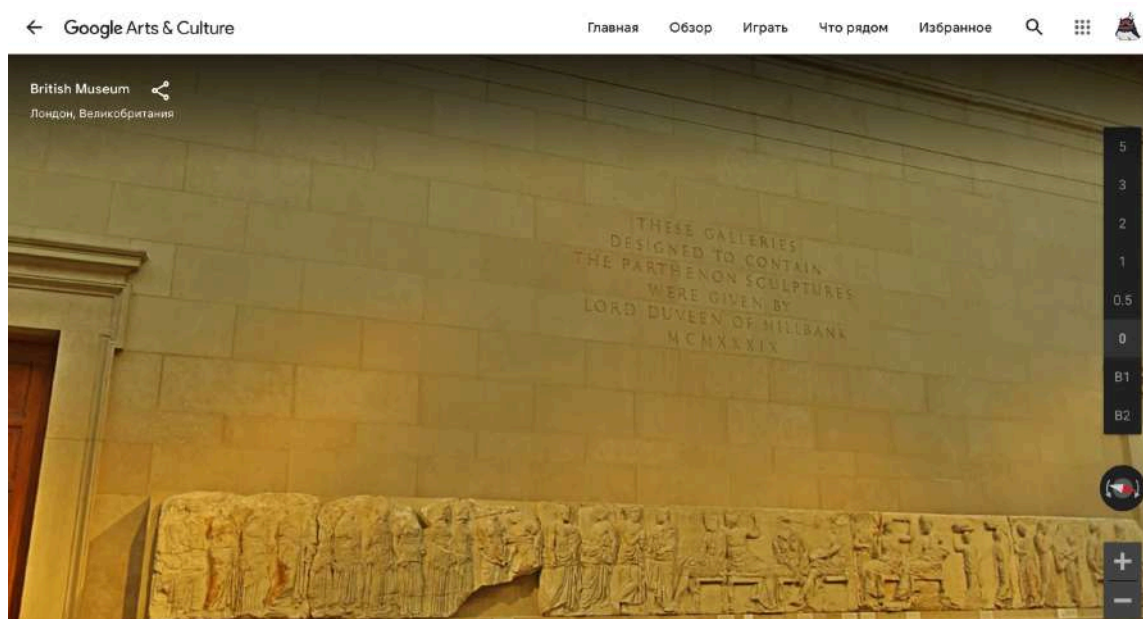 Google Arts & Culture
Главная Обзор Играть Что рядом Избранное
British Museum
Лондон, Великобритания
THESE GALLERIES
DESIGNED TO CONTAIN
THE PARTHENON SCULPTURES
WERE GIVEN BY
LORD DUVEEN OF MILLBANK
MCMXXXIX
5
3
2
1
0.5
0
B1
B2